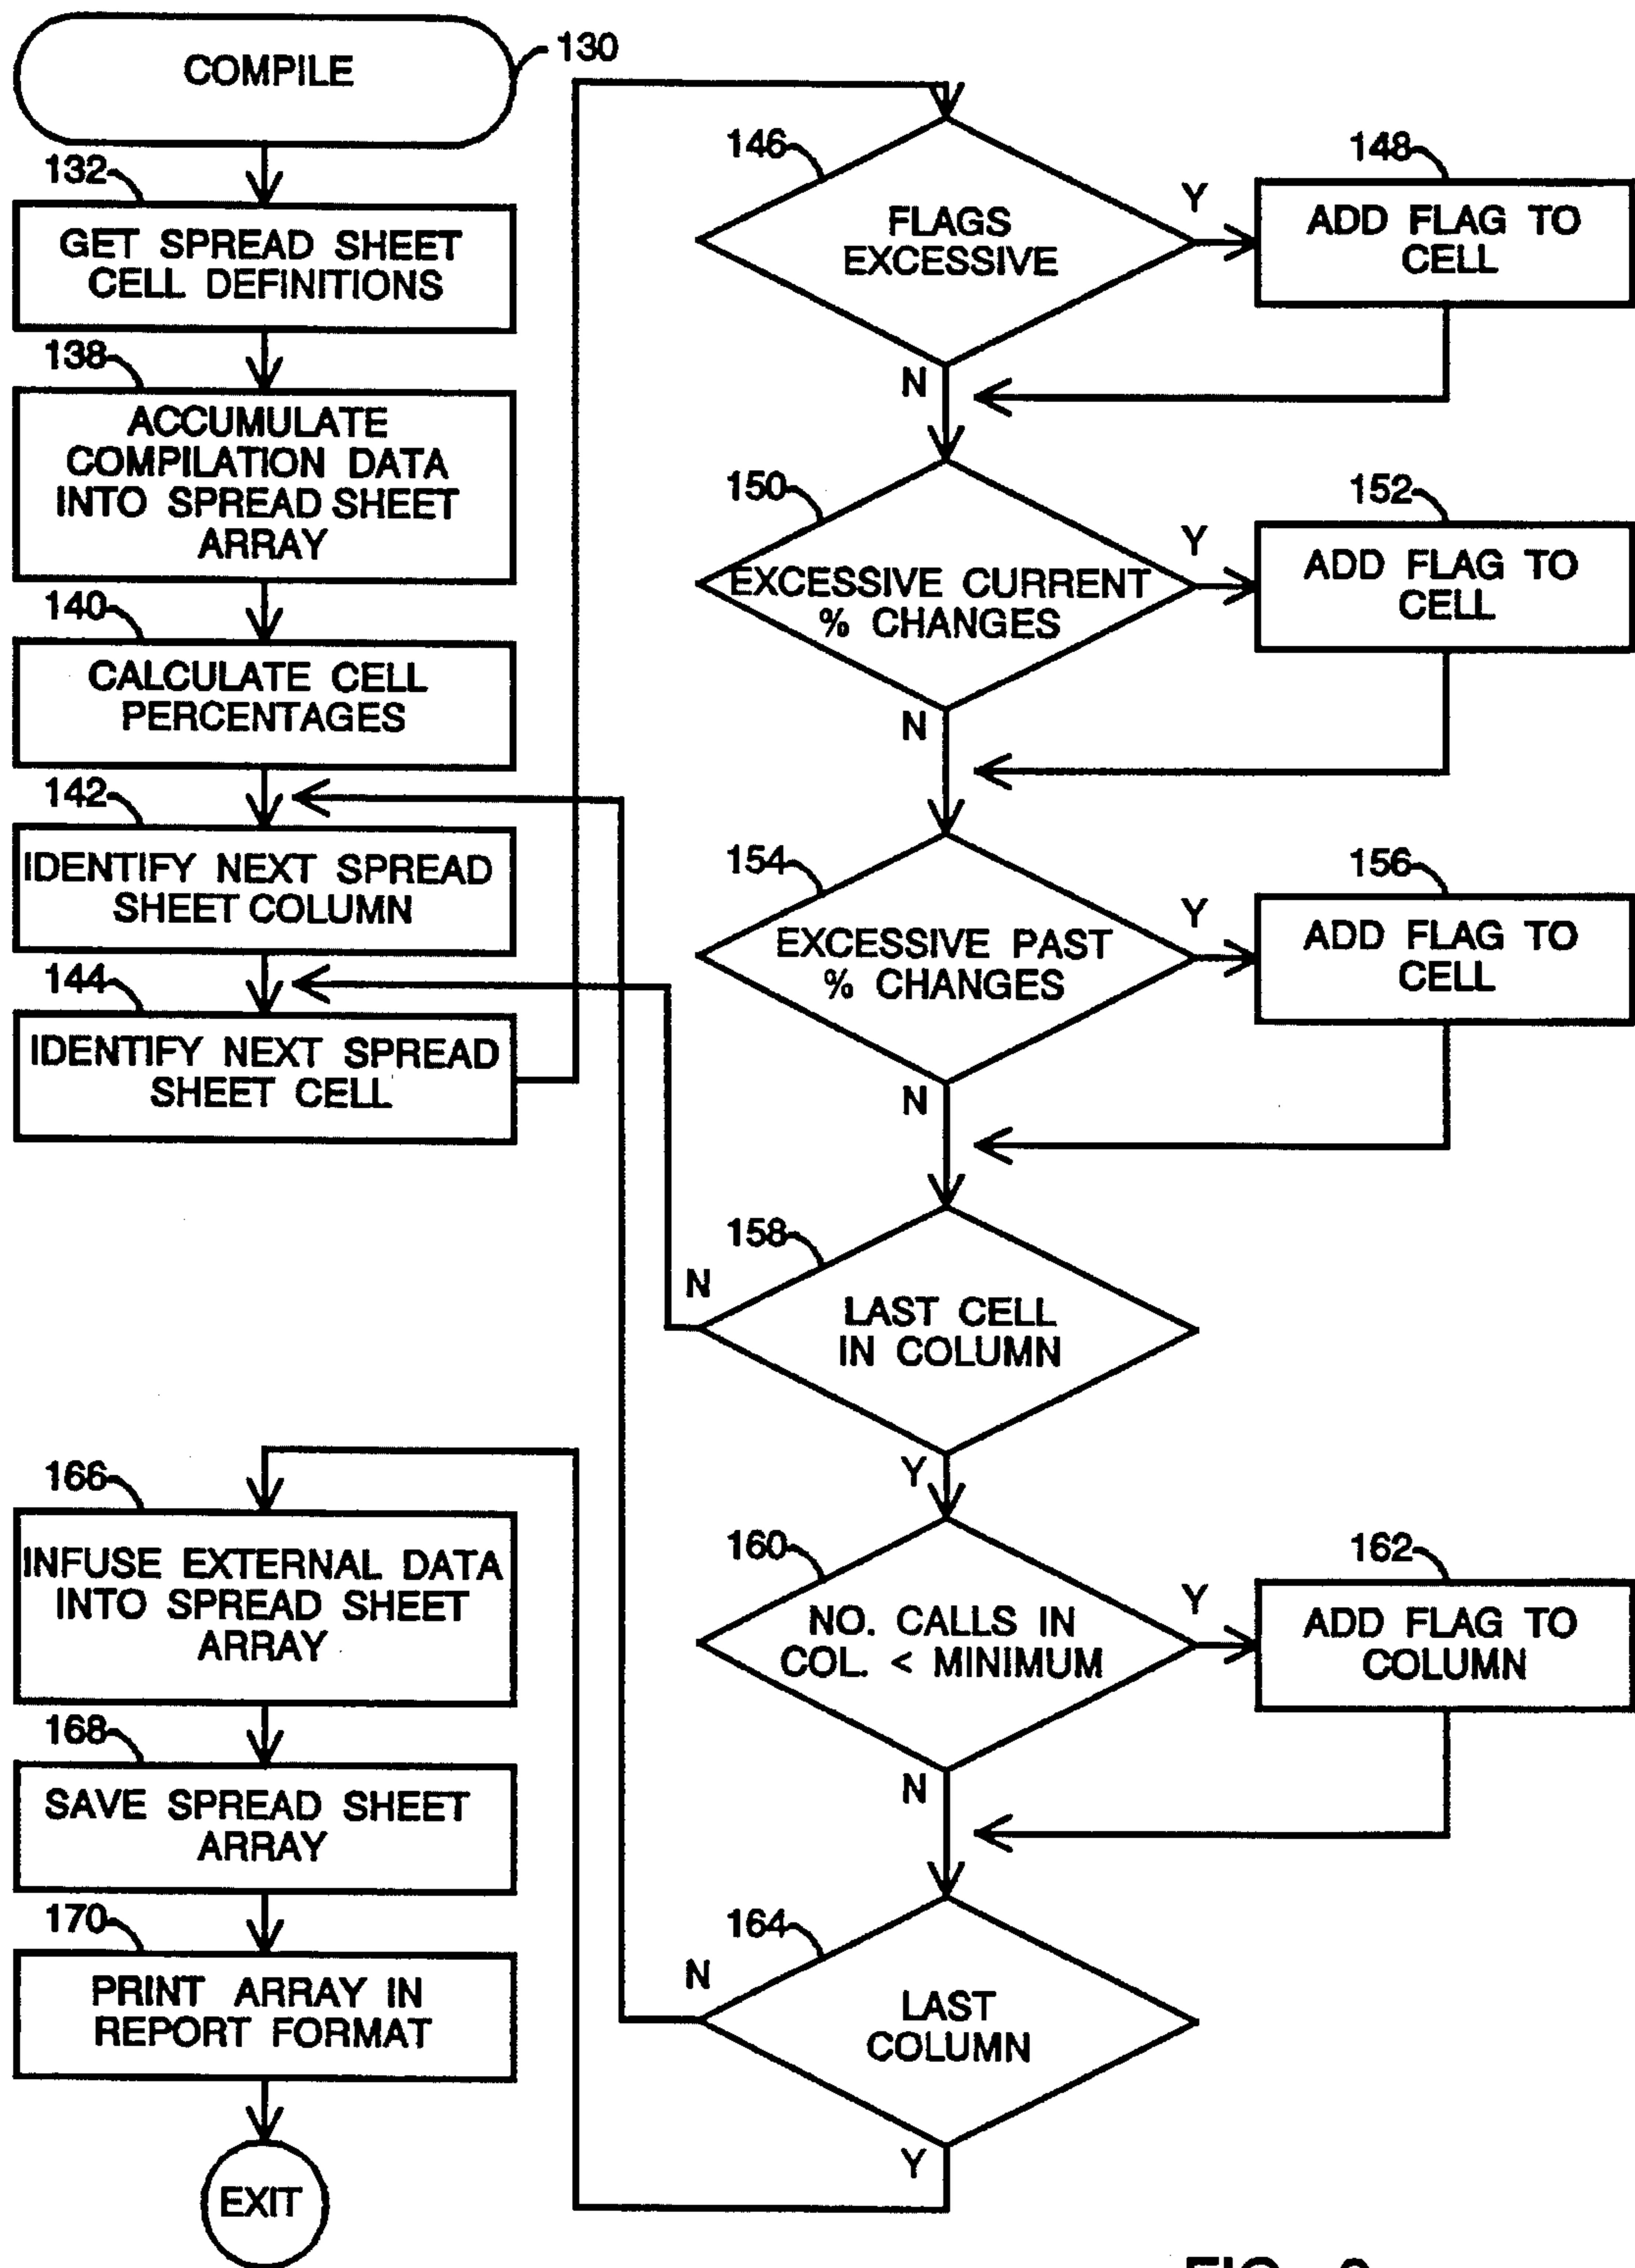 COMPILE
130
132
GET SPREAD SHEET
CELL DEFINITIONS
138
ACCUMULATE
COMPILATION DATA
INTO SPREAD SHEET
ARRAY
140
CALCULATE CELL
PERCENTAGES
142
IDENTIFY NEXT SPREAD
SHEET COLUMN
144
IDENTIFY NEXT SPREAD
SHEET CELL
146
FLAGS
EXCESSIVE
Y
N
148
ADD FLAG TO
CELL
150
EXCESSIVE CURRENT
% CHANGES
Y
N
152
ADD FLAG TO
CELL
154
EXCESSIVE PAST
% CHANGES
Y
N
156
ADD FLAG TO
CELL
158
LAST CELL
IN COLUMN
N
Y
160
NO. CALLS IN
COL. < MINIMUM
Y
N
162
ADD FLAG TO
COLUMN
164
LAST
COLUMN
N
Y
166
INFUSE EXTERNAL DATA
INTO SPREAD SHEET
ARRAY
168
SAVE SPREAD SHEET
ARRAY
170
PRINT ARRAY IN
REPORT FORMAT
EXIT